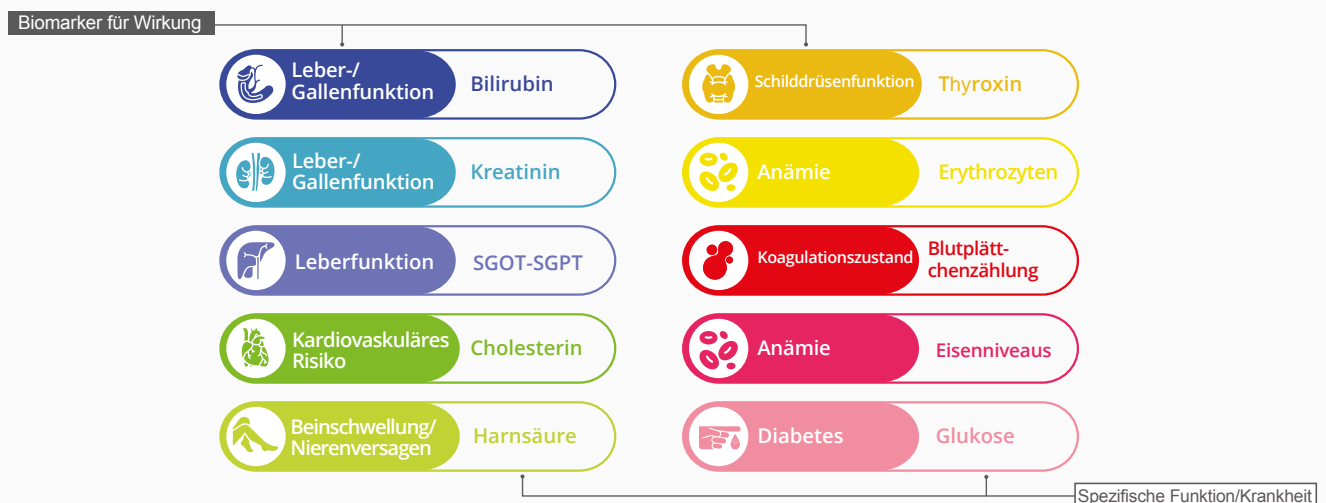 Biomarker für Wirkung
Leber-/
Gallenfunktion
Bilirubin
Leber-/
Gallenfunktion
Kreatinin
Leberfunktion
SGOT-SGPT
Kardiovaskuläres
Risiko
Cholesterin
Beinschwellung/
Nierenversagen
Harnsäure
Schilddrüsenfunktion
Thyroxin
Anämie
Erythrozyten
Koagulationszustand
Blutplätt-
chenzählung
Anämie
Eisenniveaus
Diabetes
Glukose
Spezifische Funktion/Krankheit